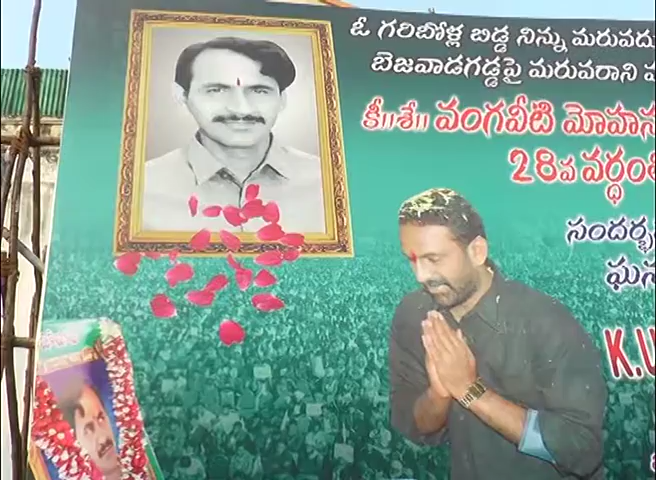 ఓ గరిబోళ్ల బిడ్డ నిన్ను మరువదు
బెజవాడగడ్డపై మరువరాని
కీ॥శే॥ వంగవీటి మోహన
28వ వర్ధంతి
సందర్భ
ఘన
K.